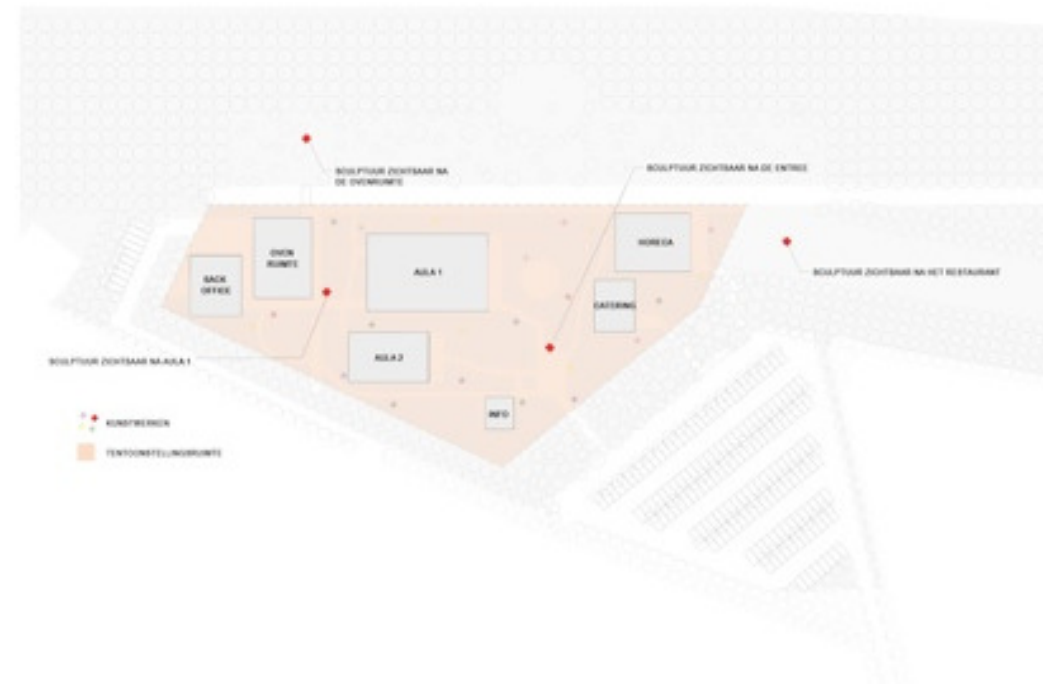 SCULPTUUR ZICHTBAAR NA
DE OVENRUIMTE
SCULPTUUR ZICHTBAAR NA DE ENTREE
HORECA
OVEN
RUIMTE
AULA 1
SCULPTUUR ZICHTBAAR NA HET RESTAURANT
BACK
OFFICE
CATERING
AULA 2
SCULPTUUR ZICHTBAAR NA AULA 1
INFO
KUNSTWERKEN
TENTOONSTELLINGSRUIMTE